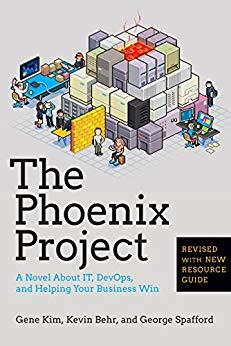 The
Phoenix
Project
A Novel About IT, DevOps,
and Helping Your Business Win
REVISED
WITH NEW
RESOURCE
GUIDE
Gene Kim, Kevin Behr, and George Spafford